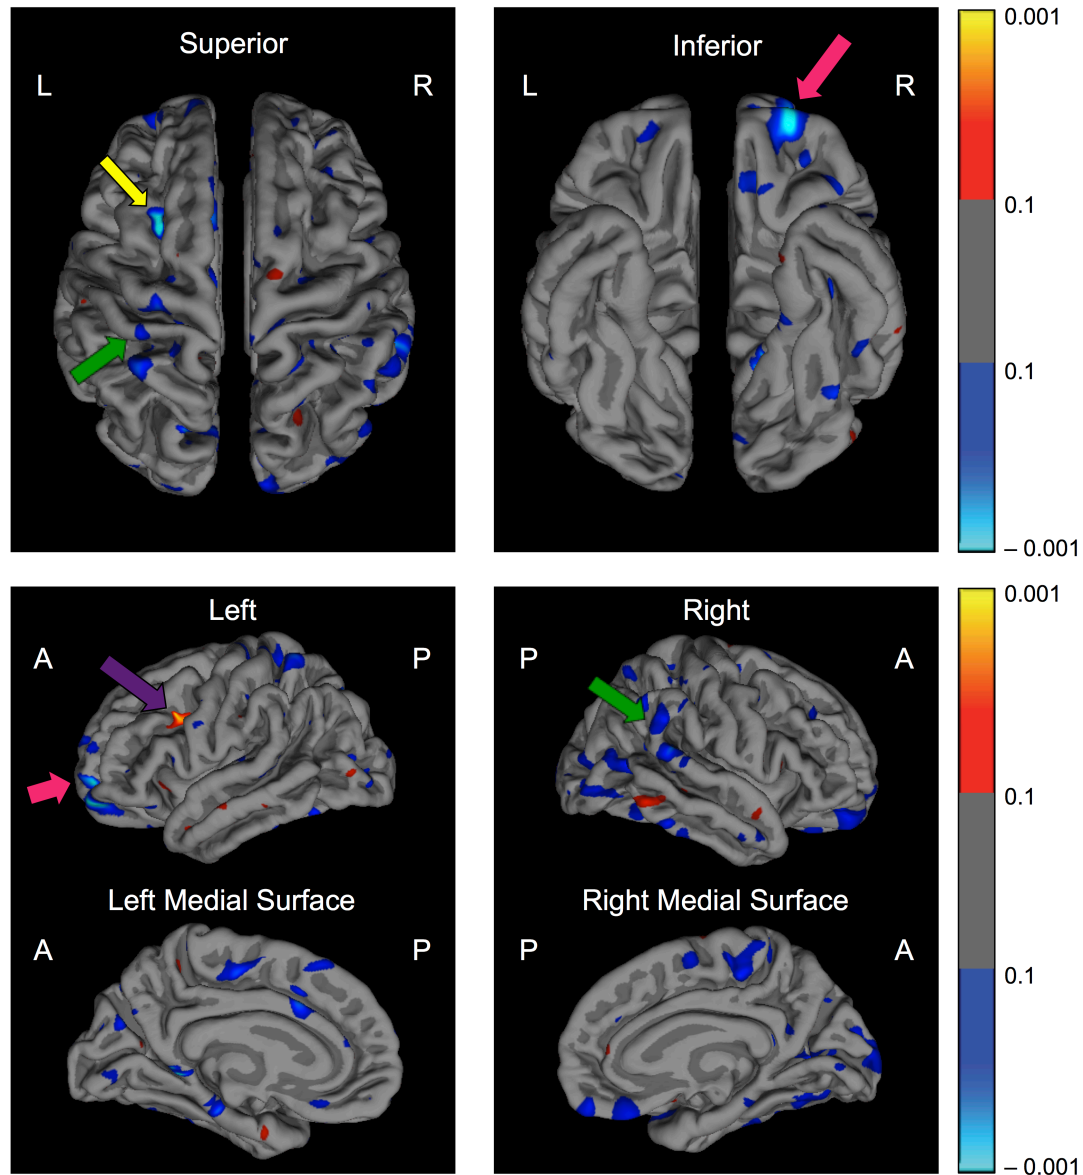 Superior
L
R
Inferior
L
R
0.001
0.1
0.1
– 0.001
Left
A
P
Right
P
A
Left Medial Surface
A
P
Right Medial Surface
P
A
0.001
0.1
0.1
– 0.001